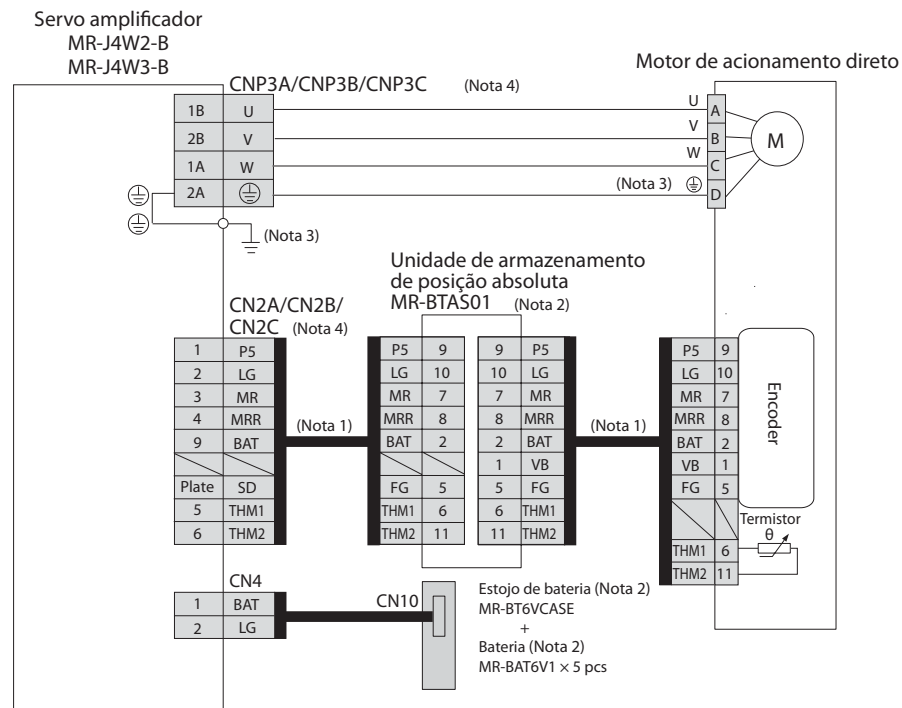 Servo amplificador
MR-J4W2-B
MR-J4W3-B
Motor de acionamento direto
CNP3A/CNP3B/CNP3C (Nota 4)
1B U
2B V
1A W
2A
(Nota 3)
U A
V B
W C
(Nota 3) D
M
Unidade de armazenamento
de posição absoluta
MR-BTAS01 (Nota 2)
CN2A/CN2B/
CN2C (Nota 4)
1 P5
2 LG
3 MR
4 MRR
9 BAT
Plate SD
5 THM1
6 THM2
(Nota 1)
P5 9
LG 10
MR 7
MRR 8
BAT 2
FG 5
THM1 6
THM2 11
9 P5
10 LG
7 MR
8 MRR
2 BAT
1 VB
5 FG
6 THM1
11 THM2
(Nota 1)
P5 9
LG 10
MR 7
MRR 8
BAT 2
VB 1
FG 5
THM1 6
THM2 11
Encoder
Termistor
θ
CN4
1 BAT
2 LG
CN10
Estojo de bateria (Nota 2)
MR-BT6VCASE
+
Bateria (Nota 2)
MR-BAT6V1 × 5 pcs